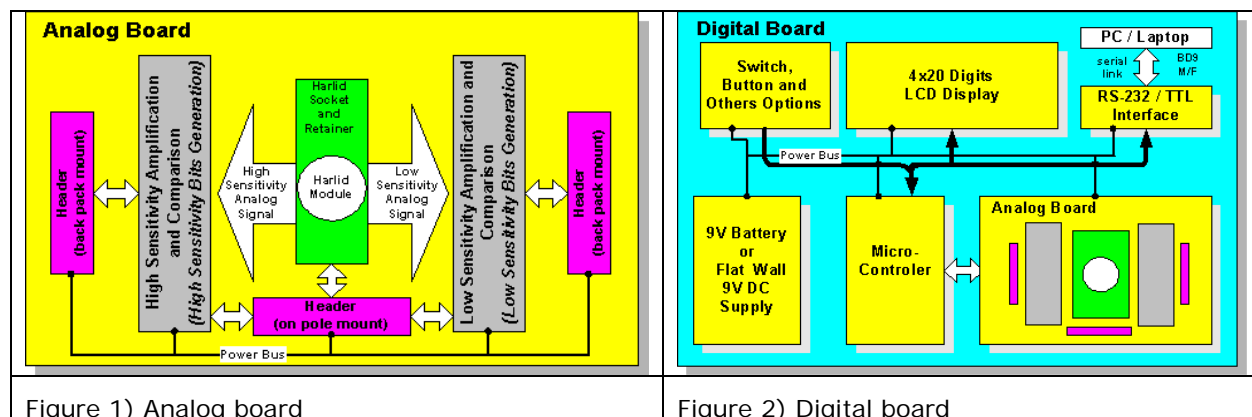 Analog Board
Header
(back pack mount)
High Sensitivity Amplification
and Comparison
(High Sensitivity Bits Generation)
High
Sensitivity
Analog
Signal
Harlid
Socket
and
Retainer
Harlid
Module
Low
Sensitivity
Analog
Signal
Low Sensitivity Amplification and
Comparison
(Low Sensitivity Bits Generation)
Header
(back pack mount)
Header
(on pole mount)
Power Bus
Figure 1) Analog board
Digital Board
Switch,
Button and
Others Options
4x20 Digits
LCD Display
PC / Laptop
serial
link
BD9
M/F
RS-232 / TTL
Interface
Power Bus
9V Battery
or
Flat Wall
9V DC
Supply
Micro-
Controler
Analog Board
Figure 2) Digital board